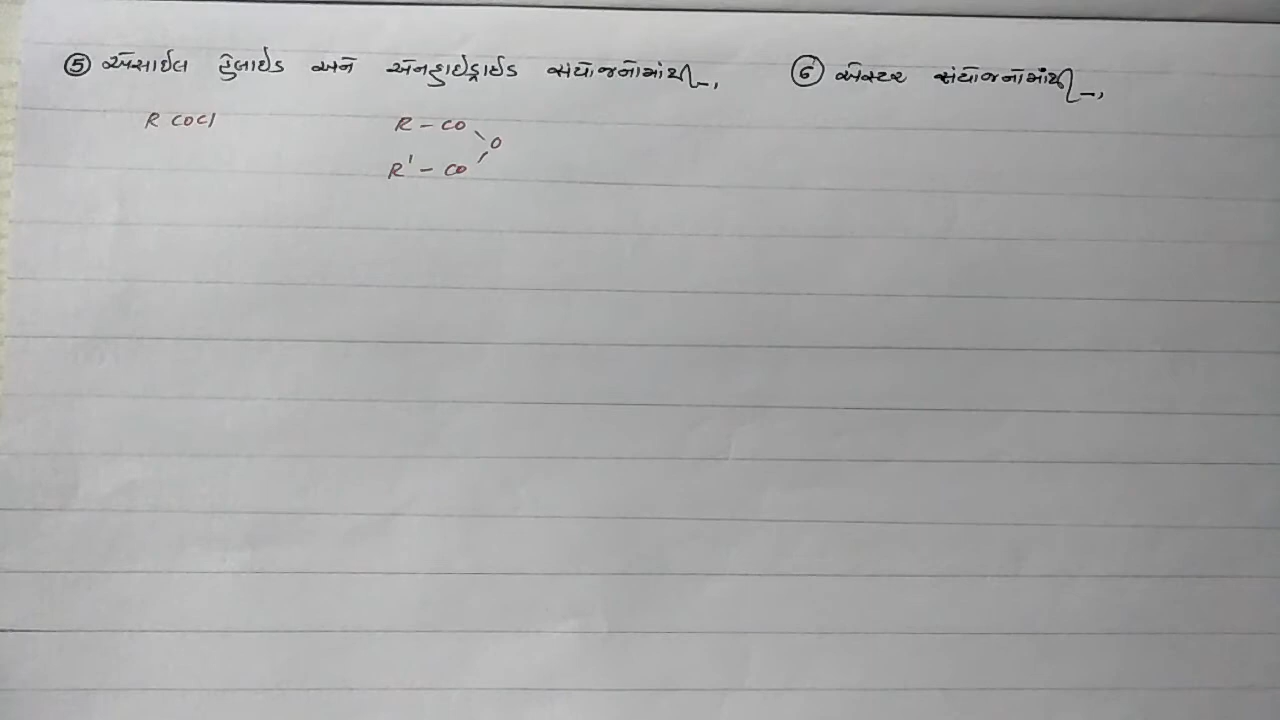 ⑤ એસાઈલ હેલાઈડ અને એનહાઈડ્રાઈડ સંયોજનોમાંથી_,
⑥ એસ્ટર સંયોજનોમાંથી_,
R COCl
R - CO
O
R' - CO